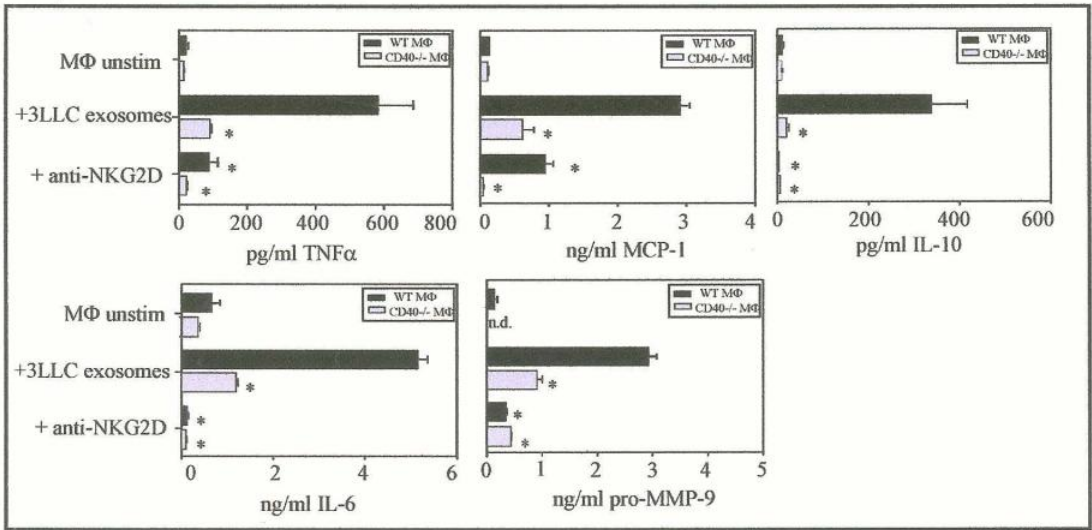 WT MΦ
CD40-/- MΦ
WT MΦ
CD40-/- MΦ
WT MΦ
CD40-/- MΦ
MΦ unstim
+3LLC exosomes
*
*
*
+ anti-NKG2D
*
*
*
*
*
*
0 200 400 600 800
0 1 2 3 4
0 200 400 600
pg/ml TNFα
ng/ml MCP-1
pg/ml IL-10
WT MΦ
CD40-/- MΦ
WT MΦ
CD40-/- MΦ
MΦ unstim
n.d.
+3LLC exosomes
*
*
+ anti-NKG2D
*
*
*
*
0 2 4 6
0 1 2 3 5
ng/ml IL-6
ng/ml pro-MMP-9